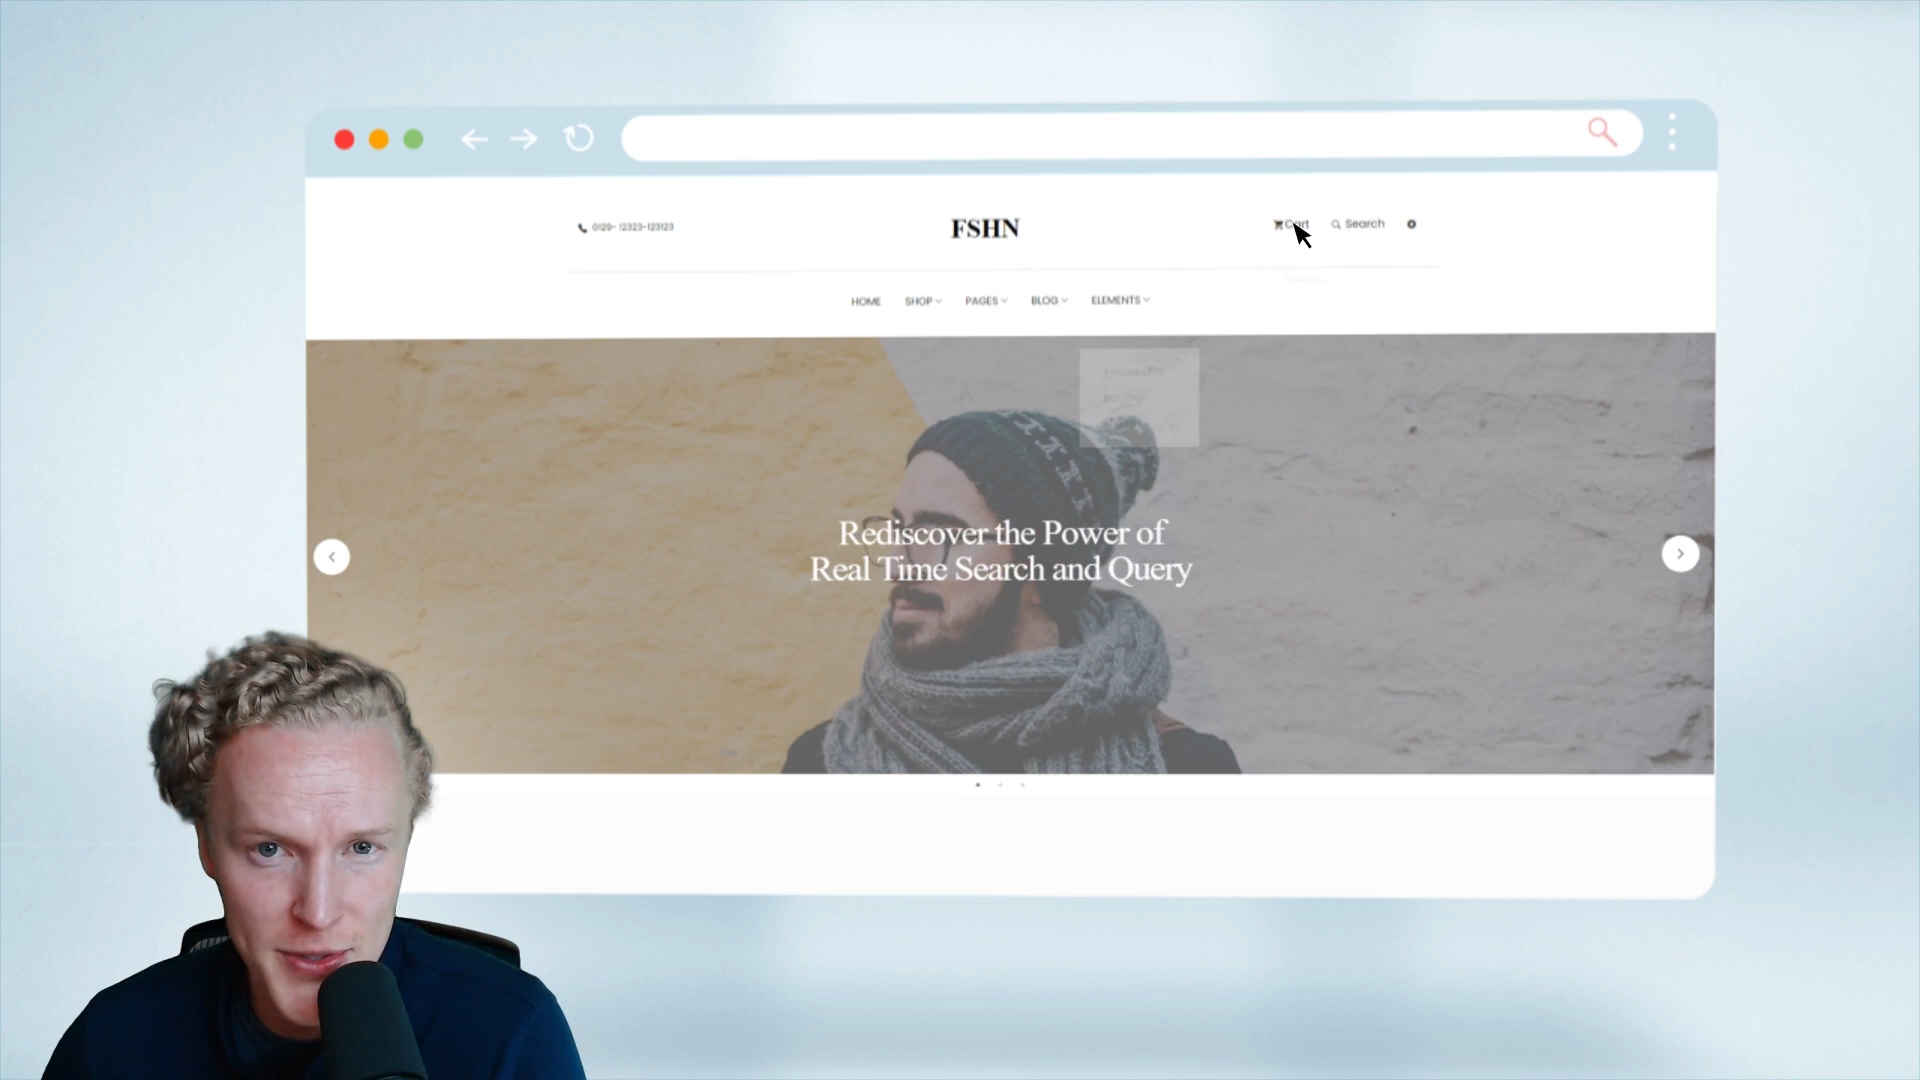 0129- 12323-123123
FSHN
Cart
Search
HOME
SHOP
PAGES
BLOG
ELEMENTS
BUTTONS
Rediscover the Power of
Real Time Search and Query